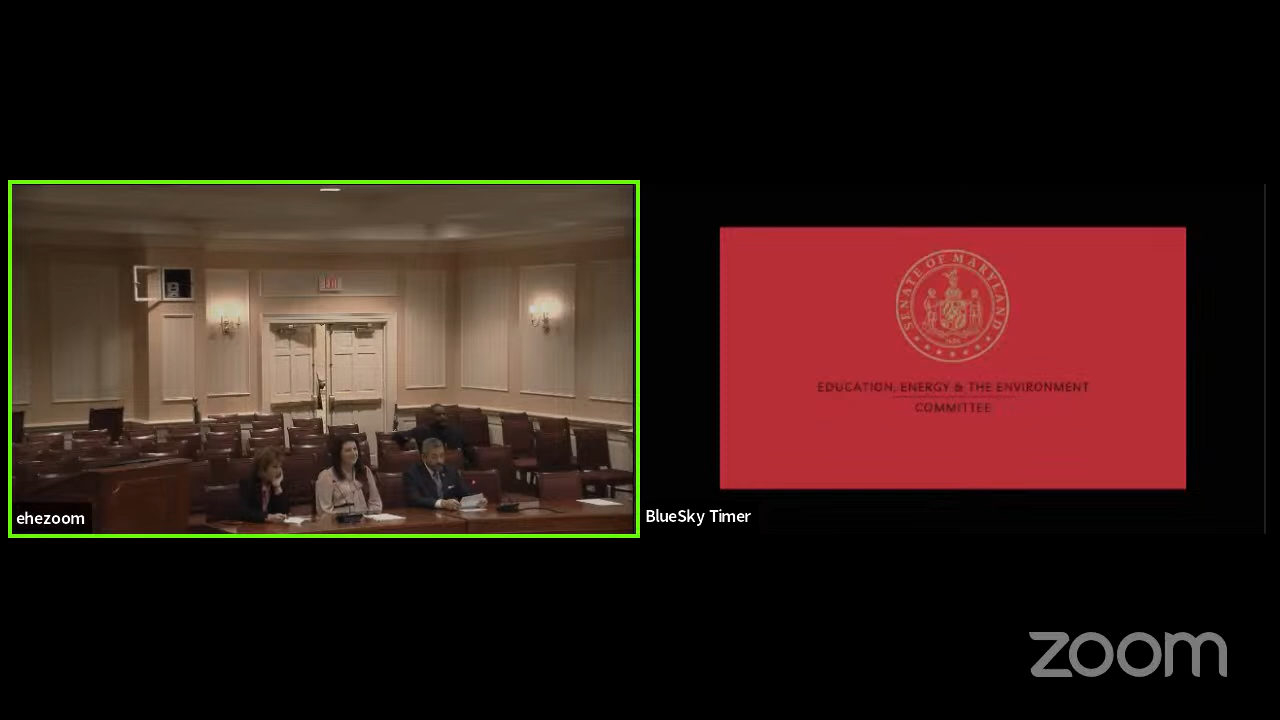 EXIT
SENATE OF MARYLAND
EDUCATION, ENERGY & THE ENVIRONMENT
COMMITTEE
ehezoom
BlueSky Timer
zoom